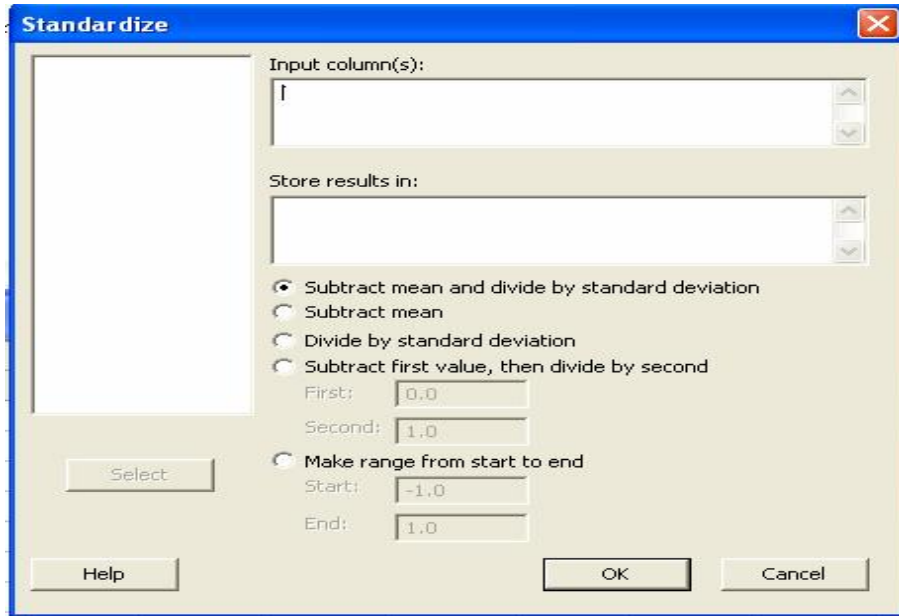 Standardize
Input column(s):
Store results in:
Subtract mean and divide by standard deviation
Subtract mean
Divide by standard deviation
Subtract first value, then divide by second
First: 0.0
Second: 1.0
Select
Make range from start to end
Start: -1.0
End: 1.0
Help OK Cancel